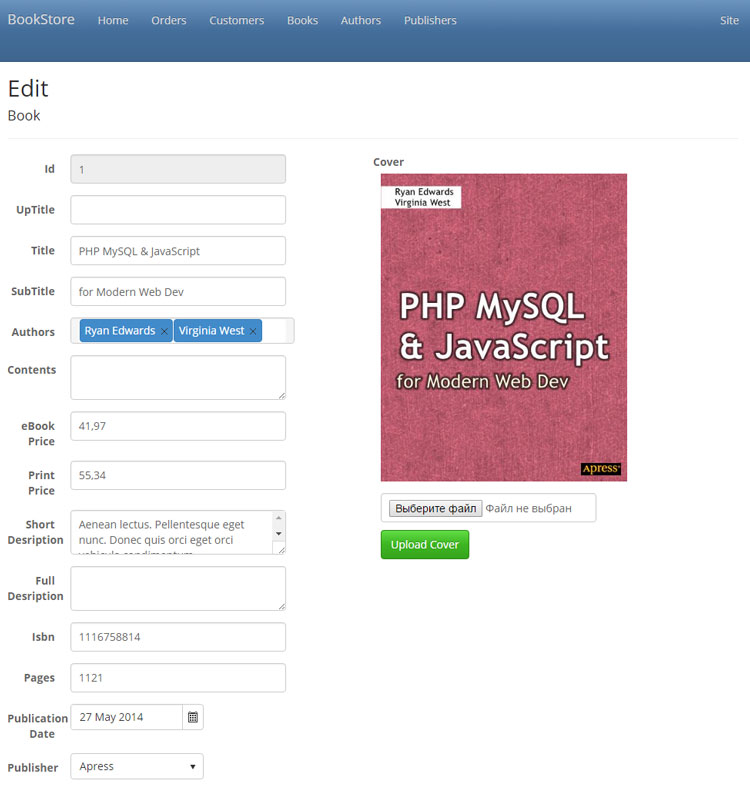 BookStore Home Orders Customers Books Authors Publishers Site
Edit
Book
Id 1
UpTitle
Title PHP MySQL & JavaScript
SubTitle for Modern Web Dev
Authors Ryan Edwards × Virginia West ×
Contents
eBook
Price
41,97
Print
Price
55,34
Short
Desription
Aenean lectus. Pellentesque eget
nunc. Donec quis orci eget orci
vehicula condimentum
Full
Desription
Isbn 1116758814
Pages 1121
Publication
Date
27 May 2014
Publisher Apress
Cover
Ryan Edwards
Virginia West
PHP MySQL
& JavaScript
for Modern Web Dev
Apress®
Выберите файл Файл не выбран
Upload Cover